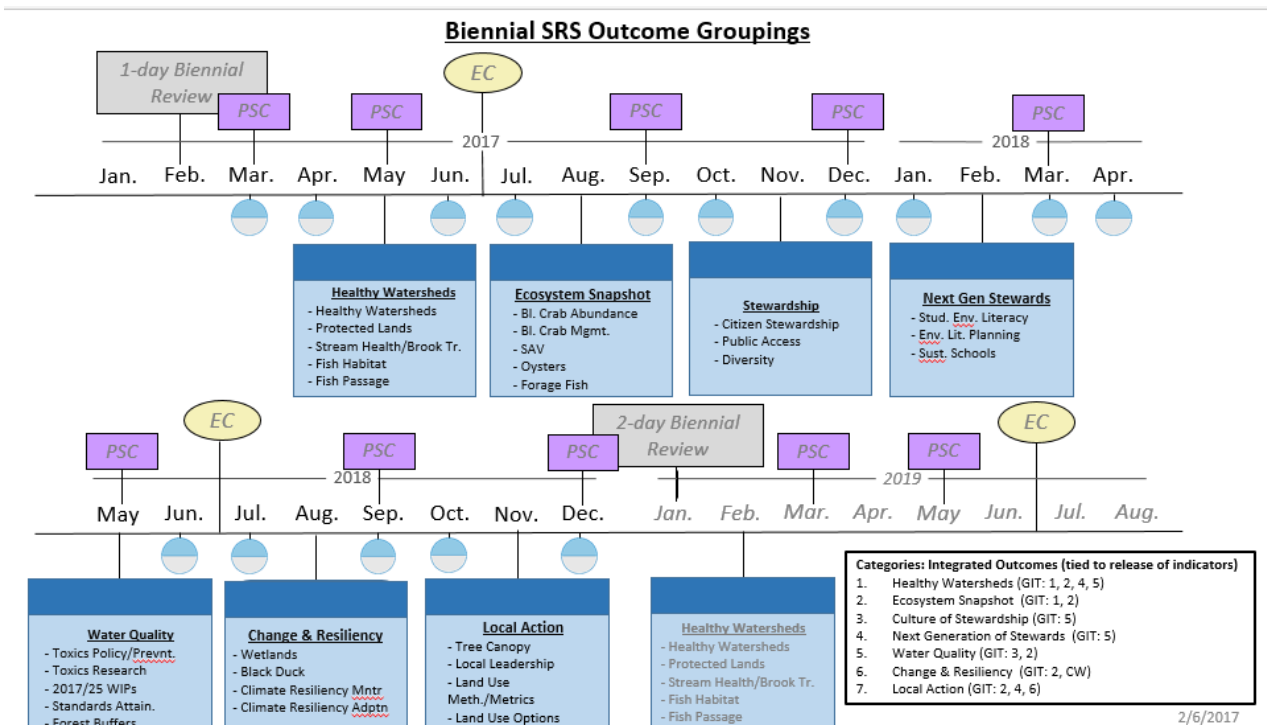 Biennial SRS Outcome Groupings
1-day Biennial
Review
EC
PSC
PSC
PSC
PSC
PSC
2017
2018
Jan. Feb. Mar. Apr. May Jun. Jul. Aug. Sep. Oct. Nov. Dec. Jan. Feb. Mar. Apr.
Healthy Watersheds
- Healthy Watersheds
- Protected Lands
- Stream Health/Brook Tr.
- Fish Habitat
- Fish Passage
Ecosystem Snapshot
- Bl. Crab Abundance
- Bl. Crab Mgmt.
- SAV
- Oysters
- Forage Fish
Stewardship
- Citizen Stewardship
- Public Access
- Diversity
Next Gen Stewards
- Stud. Env. Literacy
- Env. Lit. Planning
- Sust. Schools
EC
2-day Biennial
Review
EC
PSC
PSC
PSC
PSC
PSC
2018
2019
May Jun. Jul. Aug. Sep. Oct. Nov. Dec. Jan. Feb. Mar. Apr. May Jun. Jul. Aug.
Water Quality
- Toxics Policy/Prevnt.
- Toxics Research
- 2017/25 WIPs
- Standards Attain.
- Forest Buffers
Change & Resiliency
- Wetlands
- Black Duck
- Climate Resiliency Mntr
- Climate Resiliency Adptn
Local Action
- Tree Canopy
- Local Leadership
- Land Use
Meth./Metrics
- Land Use Options
Healthy Watersheds
- Healthy Watersheds
- Protected Lands
- Stream Health/Brook Tr.
- Fish Habitat
- Fish Passage
Categories: Integrated Outcomes (tied to release of indicators)
1. Healthy Watersheds (GIT: 1, 2, 4, 5)
2. Ecosystem Snapshot (GIT: 1, 2)
3. Culture of Stewardship (GIT: 5)
4. Next Generation of Stewards (GIT: 5)
5. Water Quality (GIT: 3, 2)
6. Change & Resiliency (GIT: 2, CW)
7. Local Action (GIT: 2, 4, 6)
2/6/2017